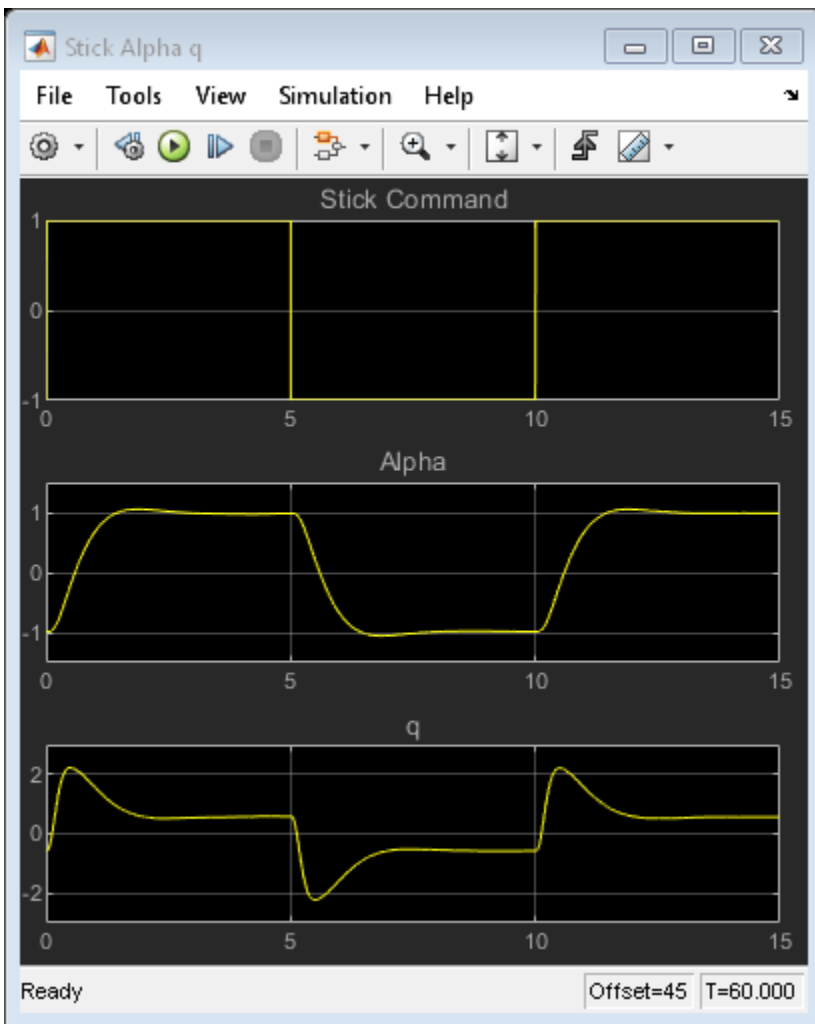 Stick Alpha q
File Tools View Simulation Help
Stick Command
1
0
-1
0 5 10 15
Alpha
1
0
-1
0 5 10 15
q
2
0
-2
0 5 10 15
Ready Offset=45 T=60.000